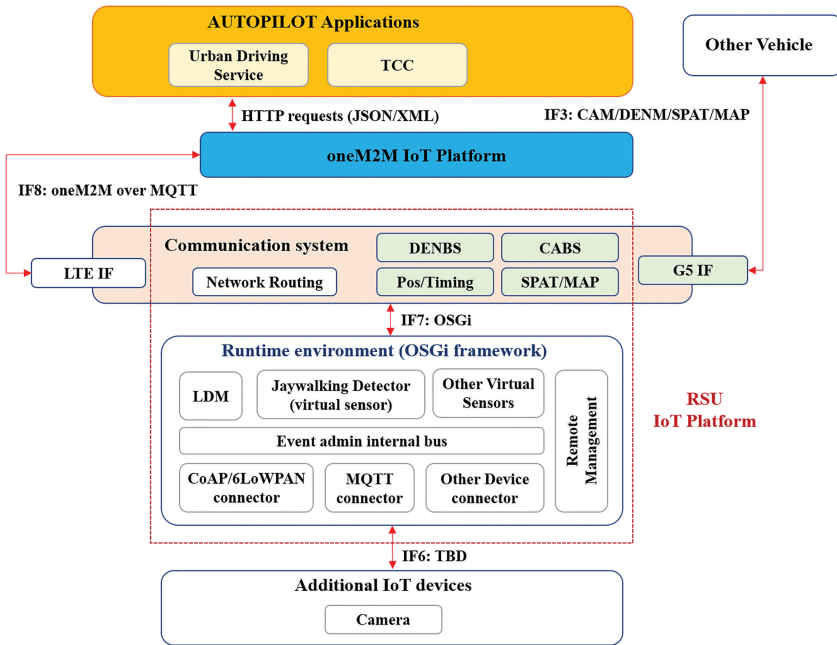 AUTOPILOT Applications
Urban Driving
Service
TCC
Other Vehicle
HTTP requests (JSON/XML)
IF3: CAM/DENM/SPAT/MAP
oneM2M IoT Platform
IF8: oneM2M over MQTT
Communication system
DENBS
CABS
LTE IF
Network Routing
Pos/Timing
SPAT/MAP
G5 IF
IF7: OSGi
Runtime environment (OSGi framework)
LDM
Jaywalking Detector
(virtual sensor)
Other Virtual
Sensors
Remote
Management
RSU
IoT Platform
Event admin internal bus
CoAP/6LoWPAN
connector
MQTT
connector
Other Device
connector
IF6: TBD
Additional IoT devices
Camera